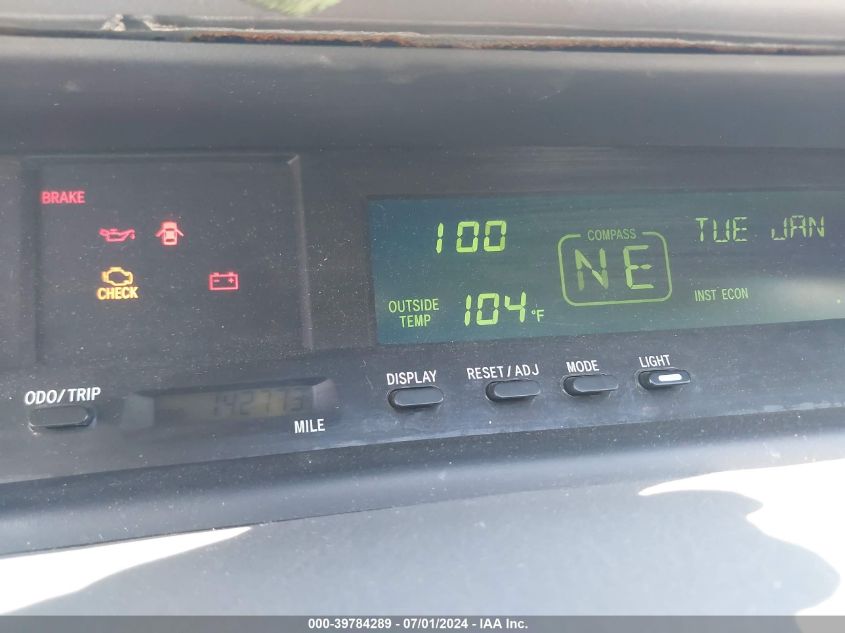 BRAKE
CHECK
100
COMPASS
NE
TUE JAN
OUTSIDE
TEMP
104°F
INST ECON
ODO/TRIP
142773
MILE
DISPLAY
RESET/ADJ
MODE
LIGHT
000-39784289 - 07/01/2024 - IAA Inc.